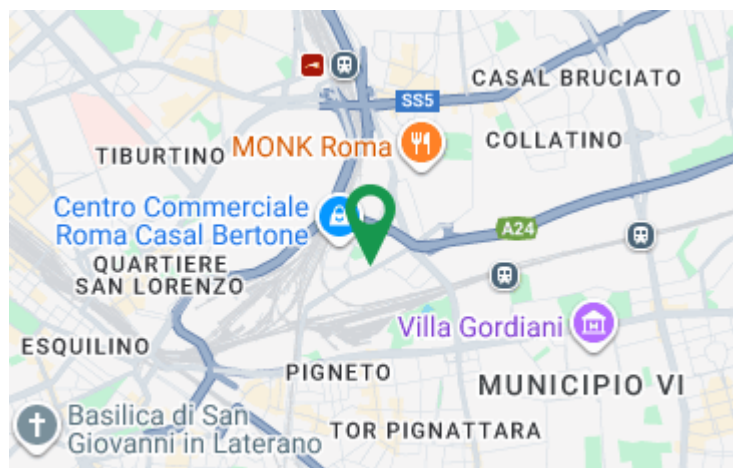 CASAL BRUCIATO
SS5
MONK Roma
COLLATINO
TIBURTINO
Centro Commerciale
Roma Casal Bertone
A24
QUARTIERE
SAN LORENZO
Villa Gordiani
ESQUILINO
PIGNETO
MUNICIPIO VI
Basilica di San
Giovanni in Laterano
TOR PIGNATTARA